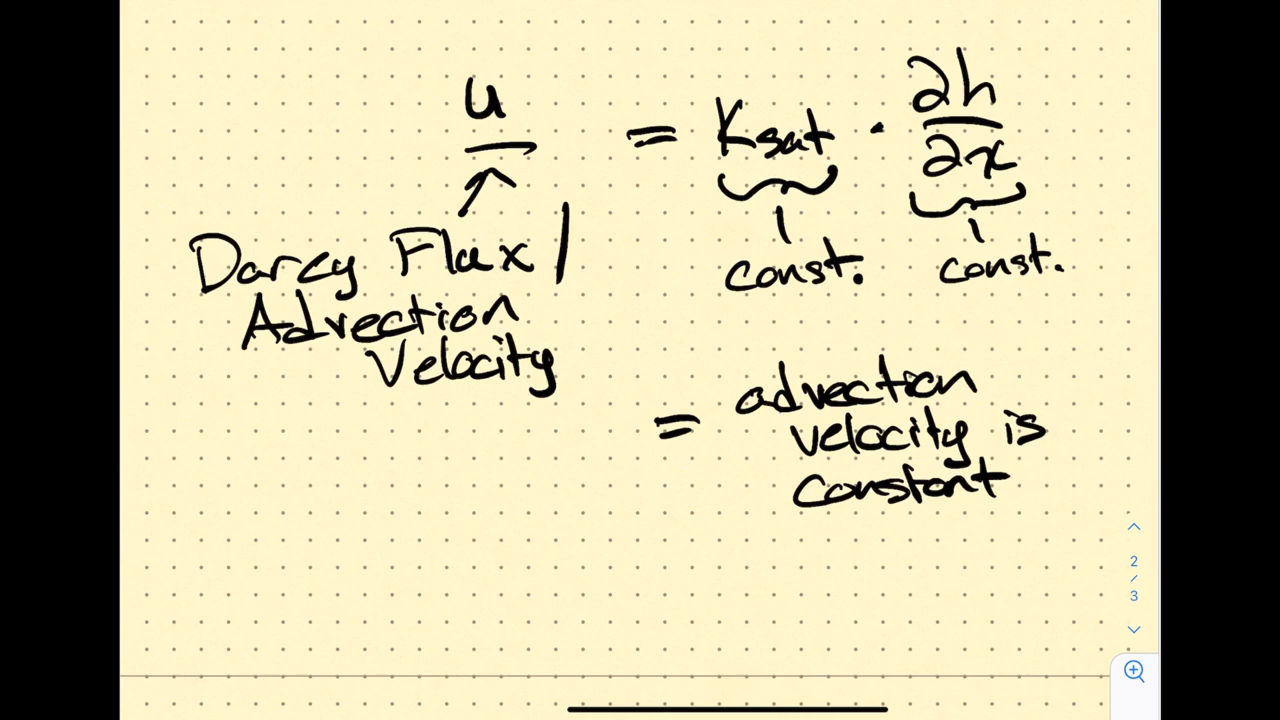 u = Ksat · ∂h/∂x
const. const.
Darcy Flux /
Advection
Velocity
= advection
velocity is
constant
2
/
3